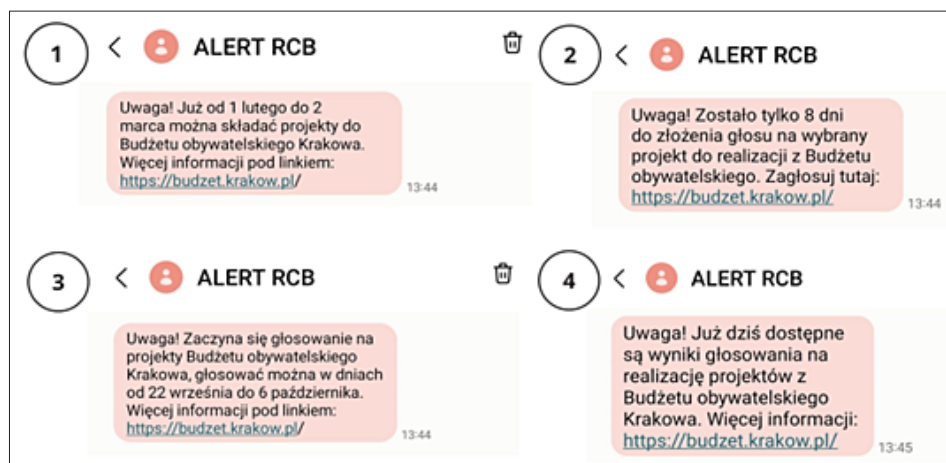 1
ALERT RCB
Uwaga! Już od 1 lutego do 2
marca można składać projekty do
Budżetu obywatelskiego Krakowa.
Więcej informacji pod linkiem:
https://budzet.krakow.pl/
13:44
2
ALERT RCB
Uwaga! Zostało tylko 8 dni
do złożenia głosu na wybrany
projekt do realizacji z Budżetu
obywatelskiego. Zagłosuj tutaj:
https://budzet.krakow.pl/
13:44
3
ALERT RCB
Uwaga! Zaczyna się głosowanie na
projekty Budżetu obywatelskiego
Krakowa, głosować można w dniach
od 22 września do 6 października.
Więcej informacji pod linkiem:
https://budzet.krakow.pl/
13:44
4
ALERT RCB
Uwaga! Już dziś dostępne
są wyniki głosowania na
realizację projektów z
Budżetu obywatelskiego
Krakowa. Więcej informacji:
https://budzet.krakow.pl/
13:45